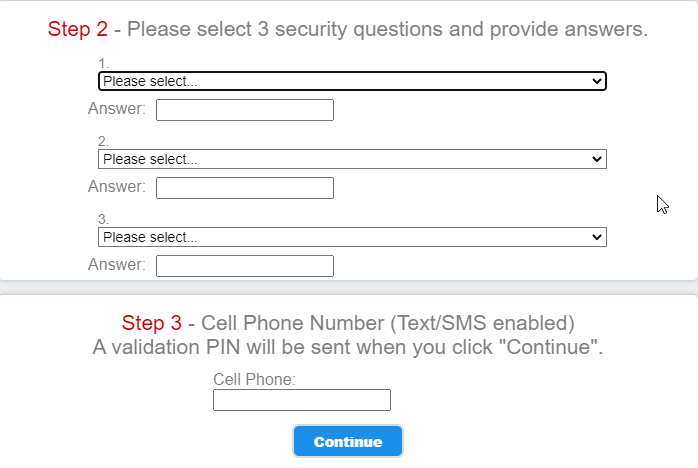 Step 2 - Please select 3 security questions and provide answers.
1.
Please select...
Answer:
2.
Please select...
Answer:
3.
Please select...
Answer:
Step 3 - Cell Phone Number (Text/SMS enabled)
A validation PIN will be sent when you click "Continue".
Cell Phone:
Continue